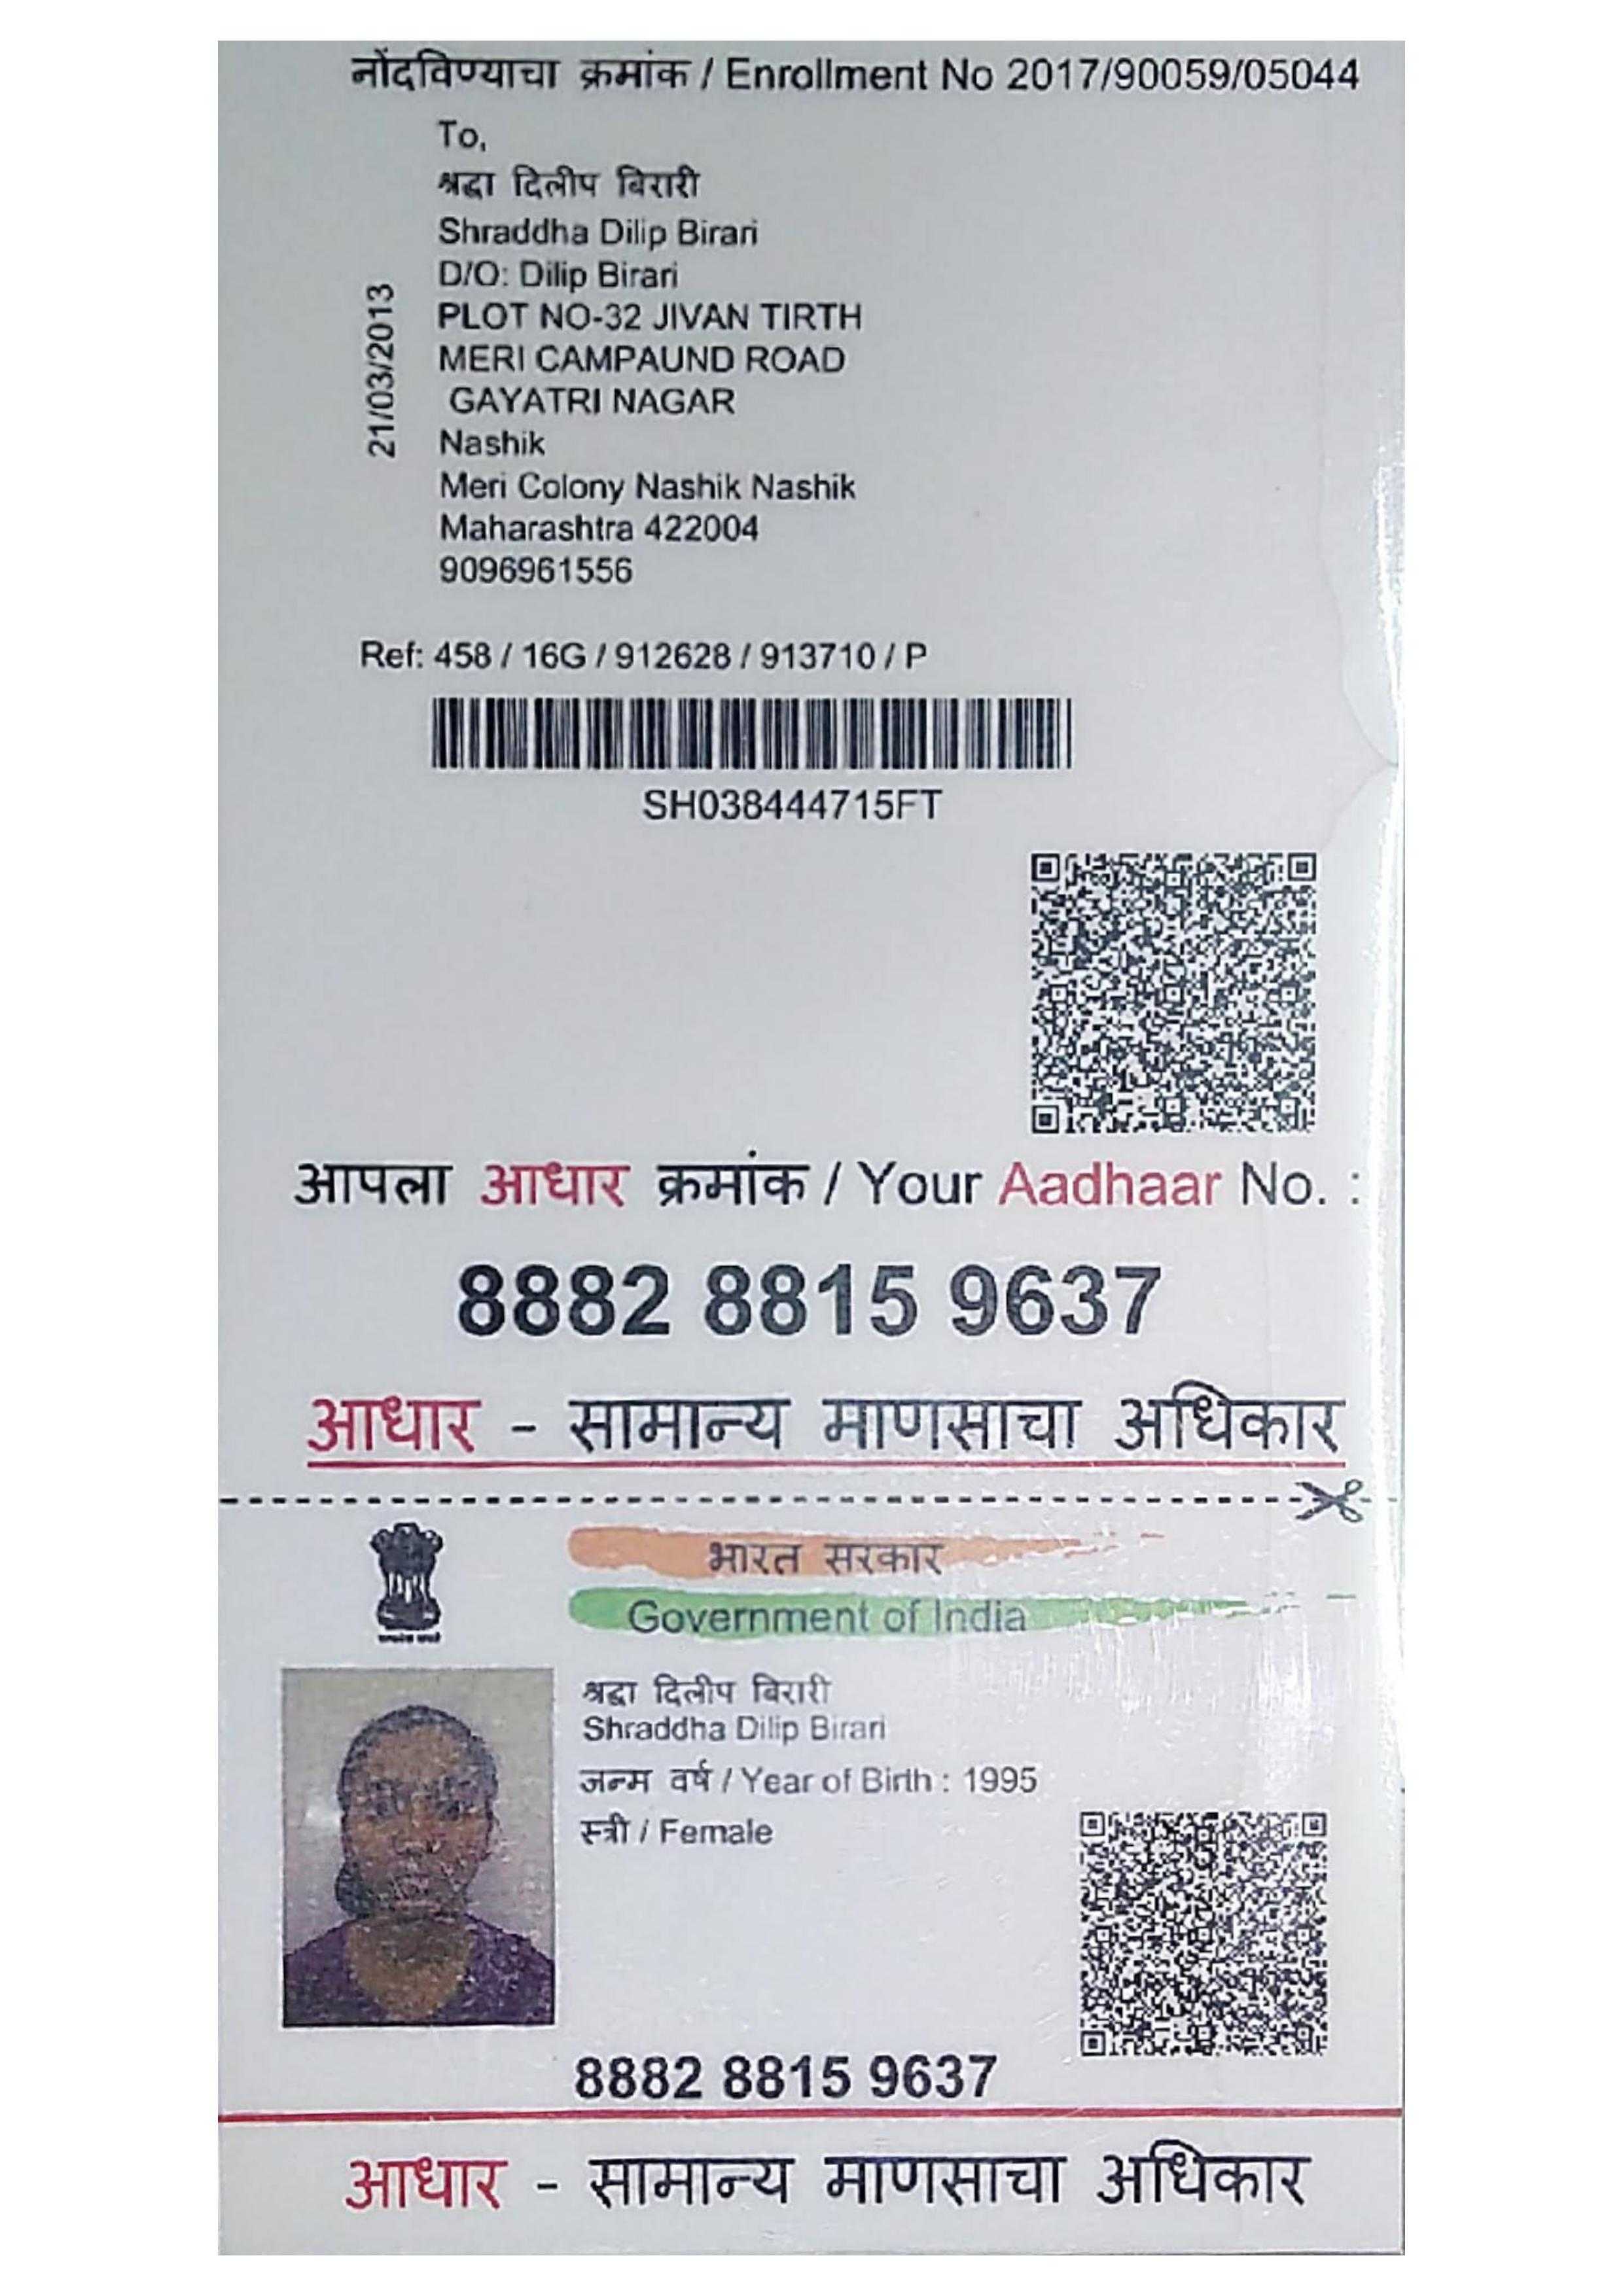 नोंदविण्याचा क्रमांक / Enrollment No 2017/90059/05044
To,
श्रद्धा दिलीप बिरारी
Shraddha Dilip Birari
D/O: Dilip Birari
PLOT NO-32 JIVAN TIRTH
MERI CAMPAUND ROAD
GAYATRI NAGAR
Nashik
Meri Colony Nashik Nashik
Maharashtra 422004
9096961556
21/03/2013
Ref: 458 / 16G / 912628 / 913710 / P
SH038444715FT
आपला आधार क्रमांक / Your Aadhaar No. :
8882 8815 9637
आधार - सामान्य माणसाचा अधिकार
भारत सरकार
Government of India
श्रद्धा दिलीप बिरारी
Shraddha Dilip Birari
जन्म वर्ष / Year of Birth : 1995
स्त्री / Female
8882 8815 9637
आधार - सामान्य माणसाचा अधिकार